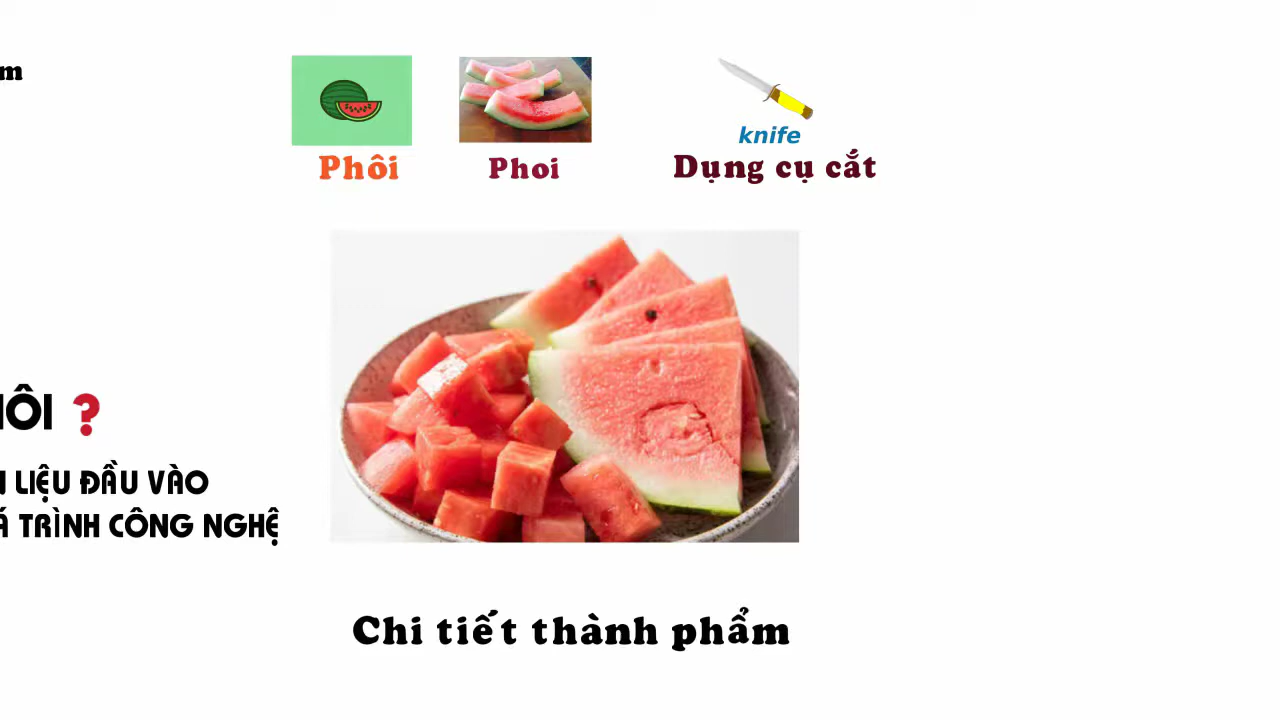 m
Phôi
Phoi
knife
Dụng cụ cắt
ÔI ?
LIỆU ĐẦU VÀO
TRÌNH CÔNG NGHỆ
Chi tiết thành phẩm